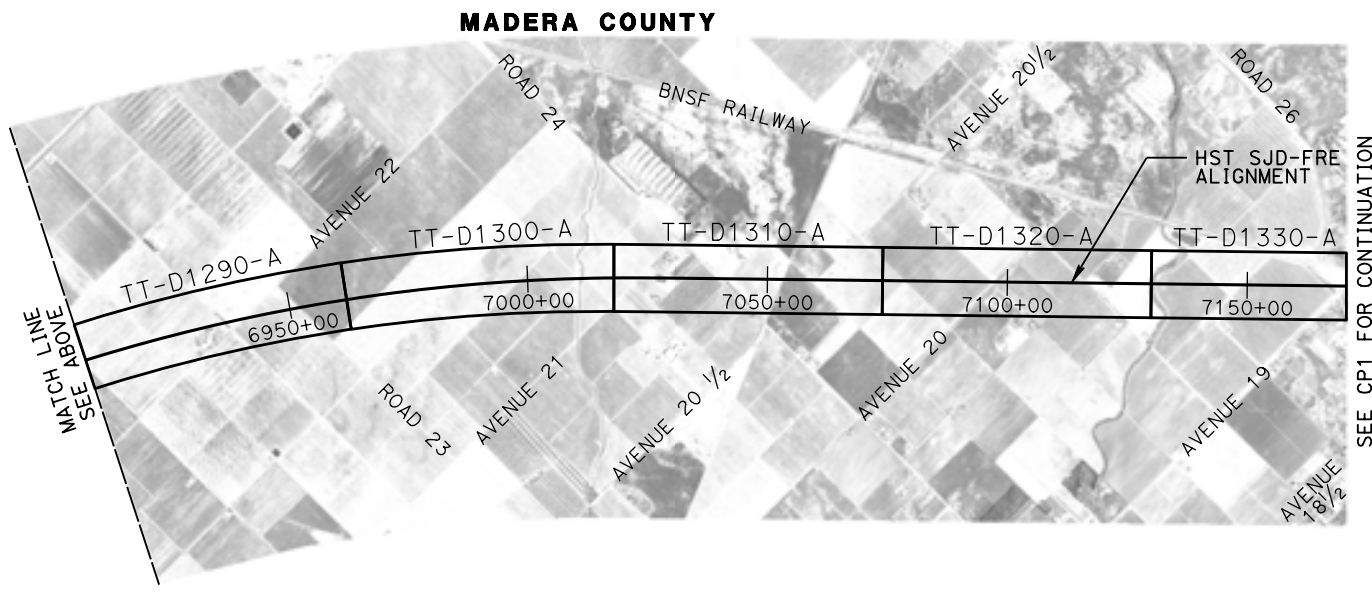 MADERA COUNTY
ROAD 24
BNSF RAILWAY
AVENUE 20½
ROAD 26
HST SJD-FRE
ALIGNMENT
AVENUE 22
TT-D1290-A
TT-D1300-A
TT-D1310-A
TT-D1320-A
TT-D1330-A
6950+00
7000+00
7050+00
7100+00
7150+00
MATCH LINE
SEE ABOVE
ROAD 23
AVENUE 21
AVENUE 20 ½
AVENUE 20
AVENUE 19
AVENUE
18½
SEE CP1 FOR CONTINUATION